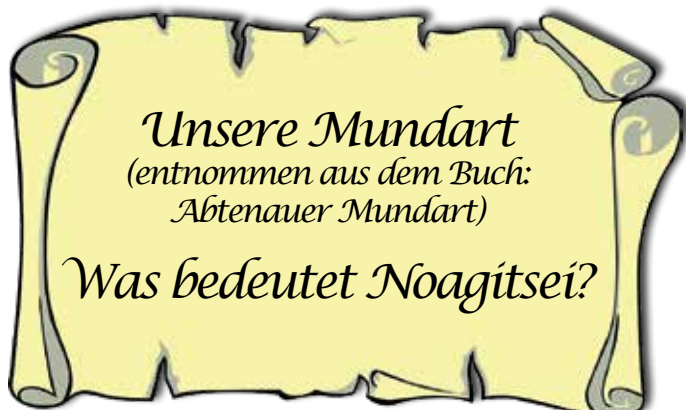 Unsere Mundart
(entnommen aus dem Buch:
Abtenauer Mundart)
Was bedeutet Noagitsei?